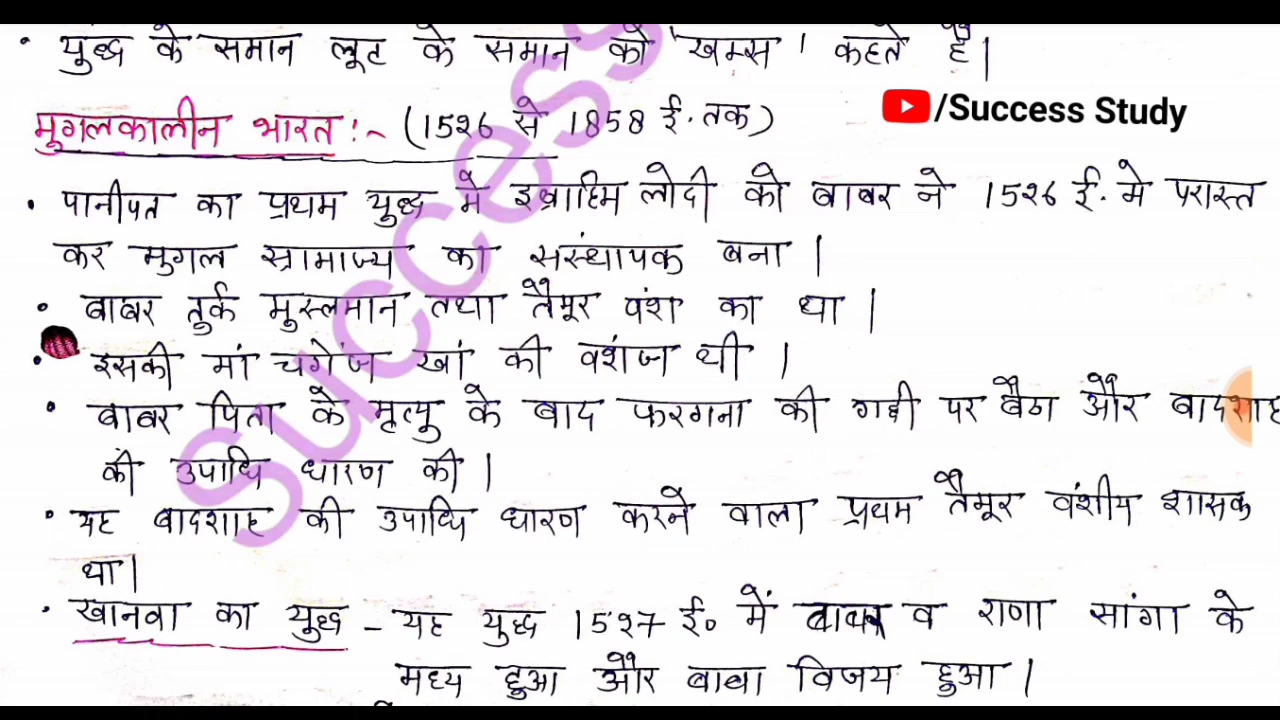 • युद्ध के समान लूट के समान को 'खम्स' कहते है।
मुगलकालीन भारत :- (1526 से 1858 ई. तक)
/Success Study
• पानीपत का प्रथम युद्ध मे इब्राहिम लोदी को बाबर ने 1526 ई. मे परास्त
कर मुगल स्रामाज्य का संस्थापक बना।
• बाबर तुर्क मुस्लमान तथा तैमूर वंश का था।
• इसकी मां चगेंज खां की वशंज थी।
• बाबर पिता के मृत्यु के बाद फरगना की गद्दी पर बैठा और बादशाह
की उपाधि धारण की।
• यह बादशाह की उपाधि धारण करने वाला प्रथम तैमूर वंशीय शासक
था।
• खानवा का युद्ध - यह युद्ध 1527 ई० में बाबर व राणा सांगा के
मध्य हुआ और बाबा विजय हुआ।
Success